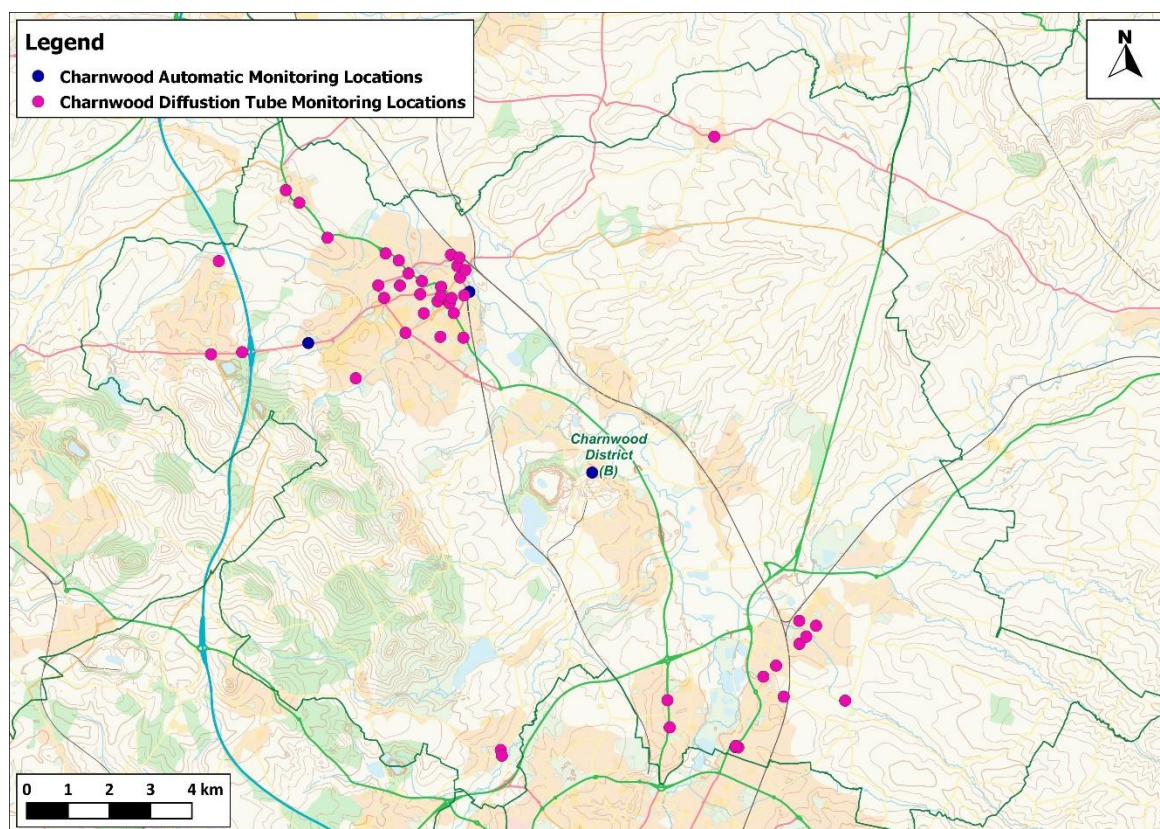 Legend
Charnwood Automatic Monitoring Locations
Charnwood Diffustion Tube Monitoring Locations
N
Charnwood
District
(B)
0 1 2 3 4 km